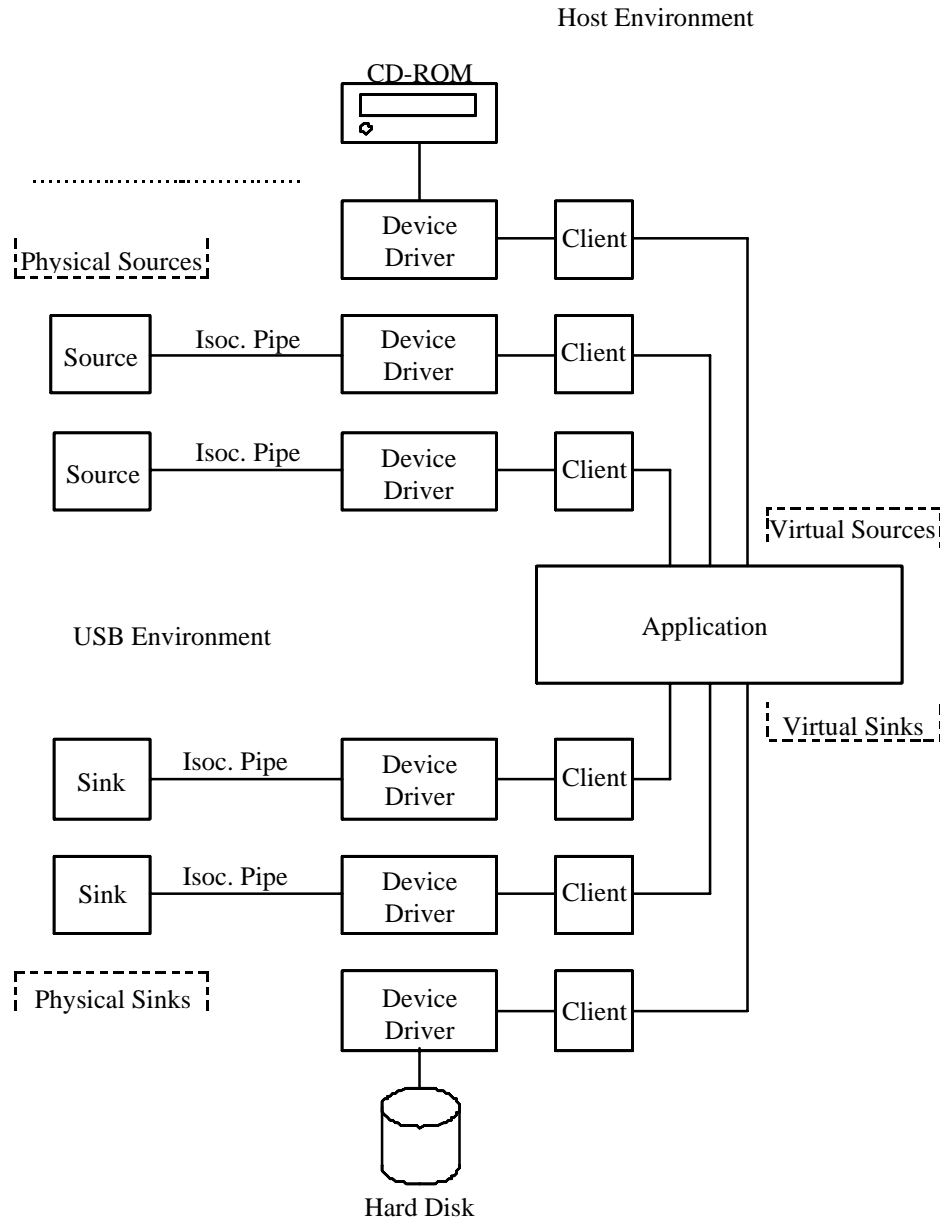 Host Environment
CD-ROM
Device
Driver
Client
Physical Sources
Source
Isoc. Pipe
Device
Driver
Client
Source
Isoc. Pipe
Device
Driver
Client
Virtual Sources
Application
USB Environment
Virtual Sinks
Sink
Isoc. Pipe
Device
Driver
Client
Sink
Isoc. Pipe
Device
Driver
Client
Physical Sinks
Device
Driver
Client
Hard Disk